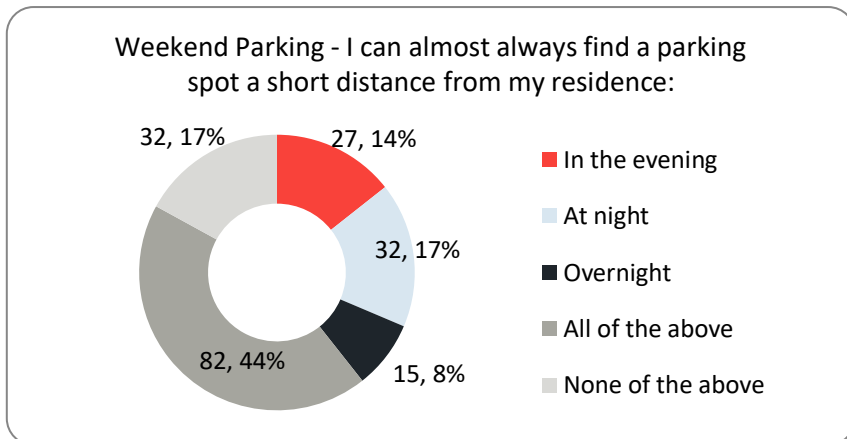 Weekend Parking - I can almost always find a parking
spot a short distance from my residence:
32, 17%
27, 14%
32, 17%
82, 44%
15, 8%
In the evening
At night
Overnight
All of the above
None of the above